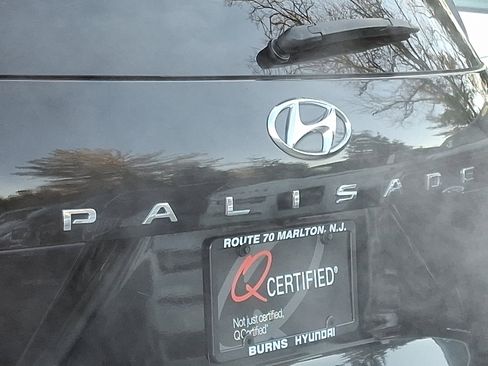 PALISADE
ROUTE 70 MARLTON, N.J.
Q CERTIFIED®
Not just certified,
Q Certified®
BURNS HYUNDAI